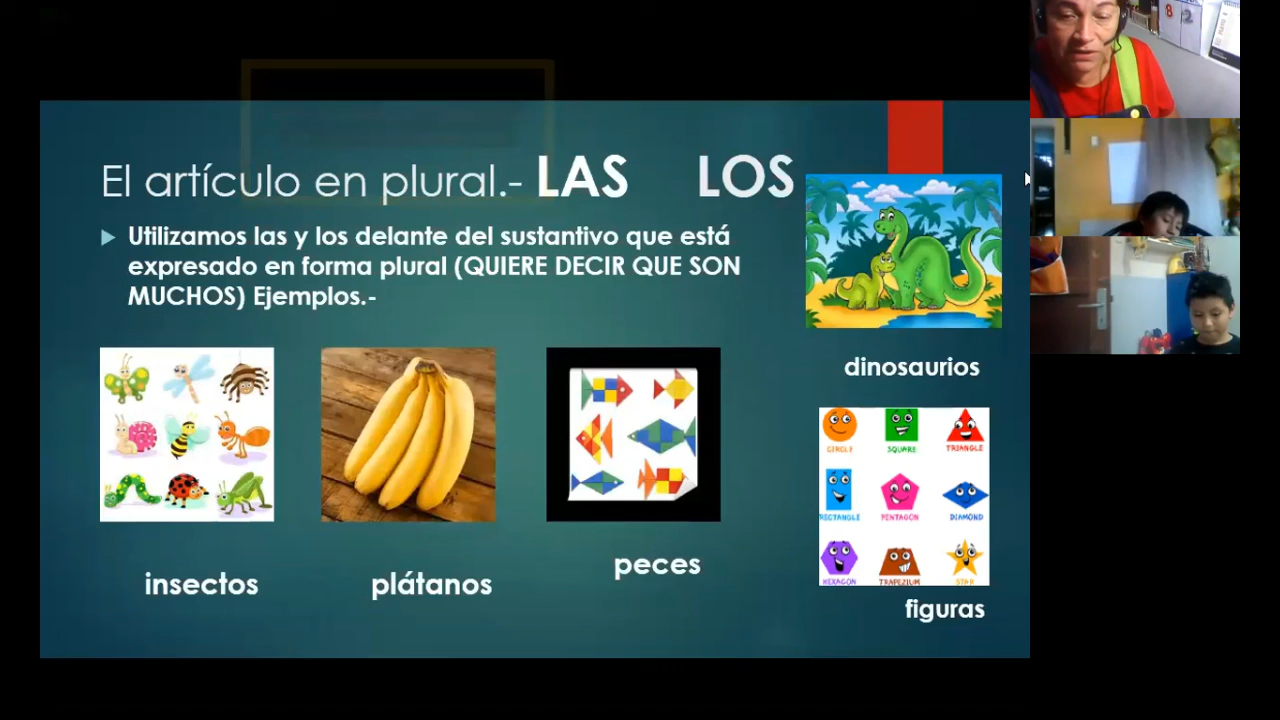 El artículo en plural.- LAS LOS
Utilizamos las y los delante del sustantivo que está
expresado en forma plural (QUIERE DECIR QUE SON
MUCHOS) Ejemplos.-
dinosaurios
insectos
plátanos
peces
CIRCLE SQUARE TRIANGLE
RECTANGLE PENTAGON DIAMOND
HEXAGON TRAPEZIUM STAR
figuras
8 2